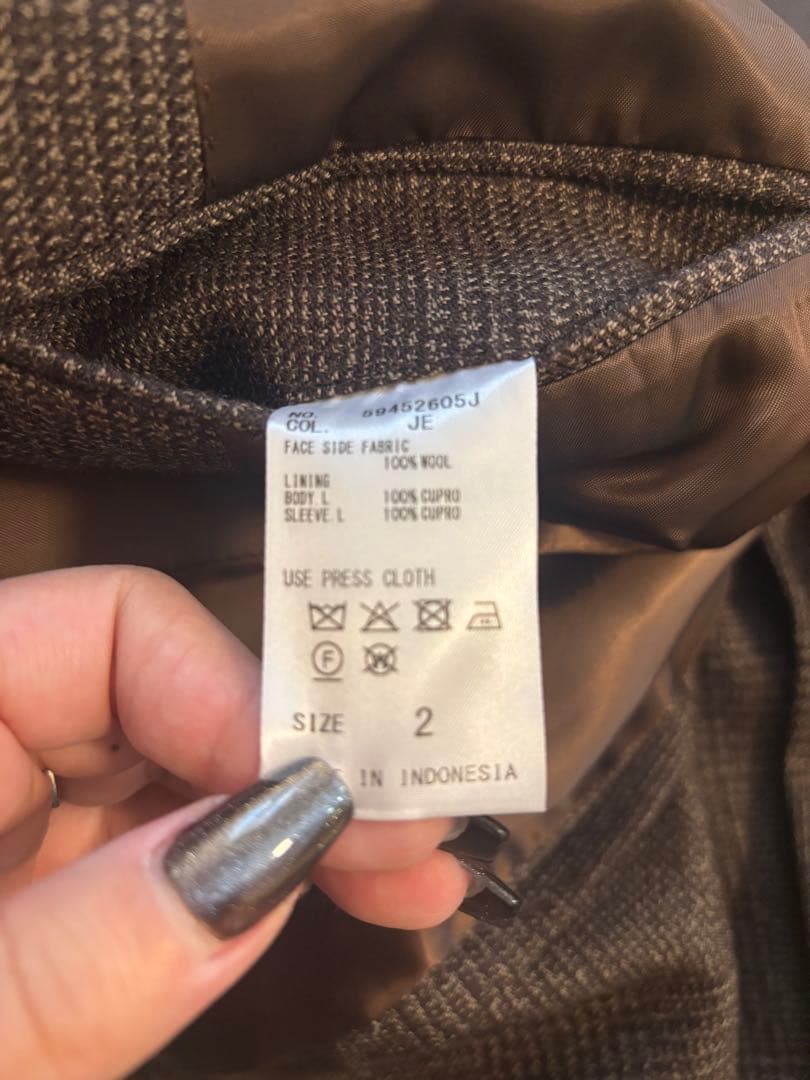 NO. 59452605J
COL. JE
FACE SIDE FABRIC
100% WOOL
LINING
BODY.L 100% CUPRO
SLEEVE.L 100% CUPRO
USE PRESS CLOTH
F W
SIZE 2
IN INDONESIA